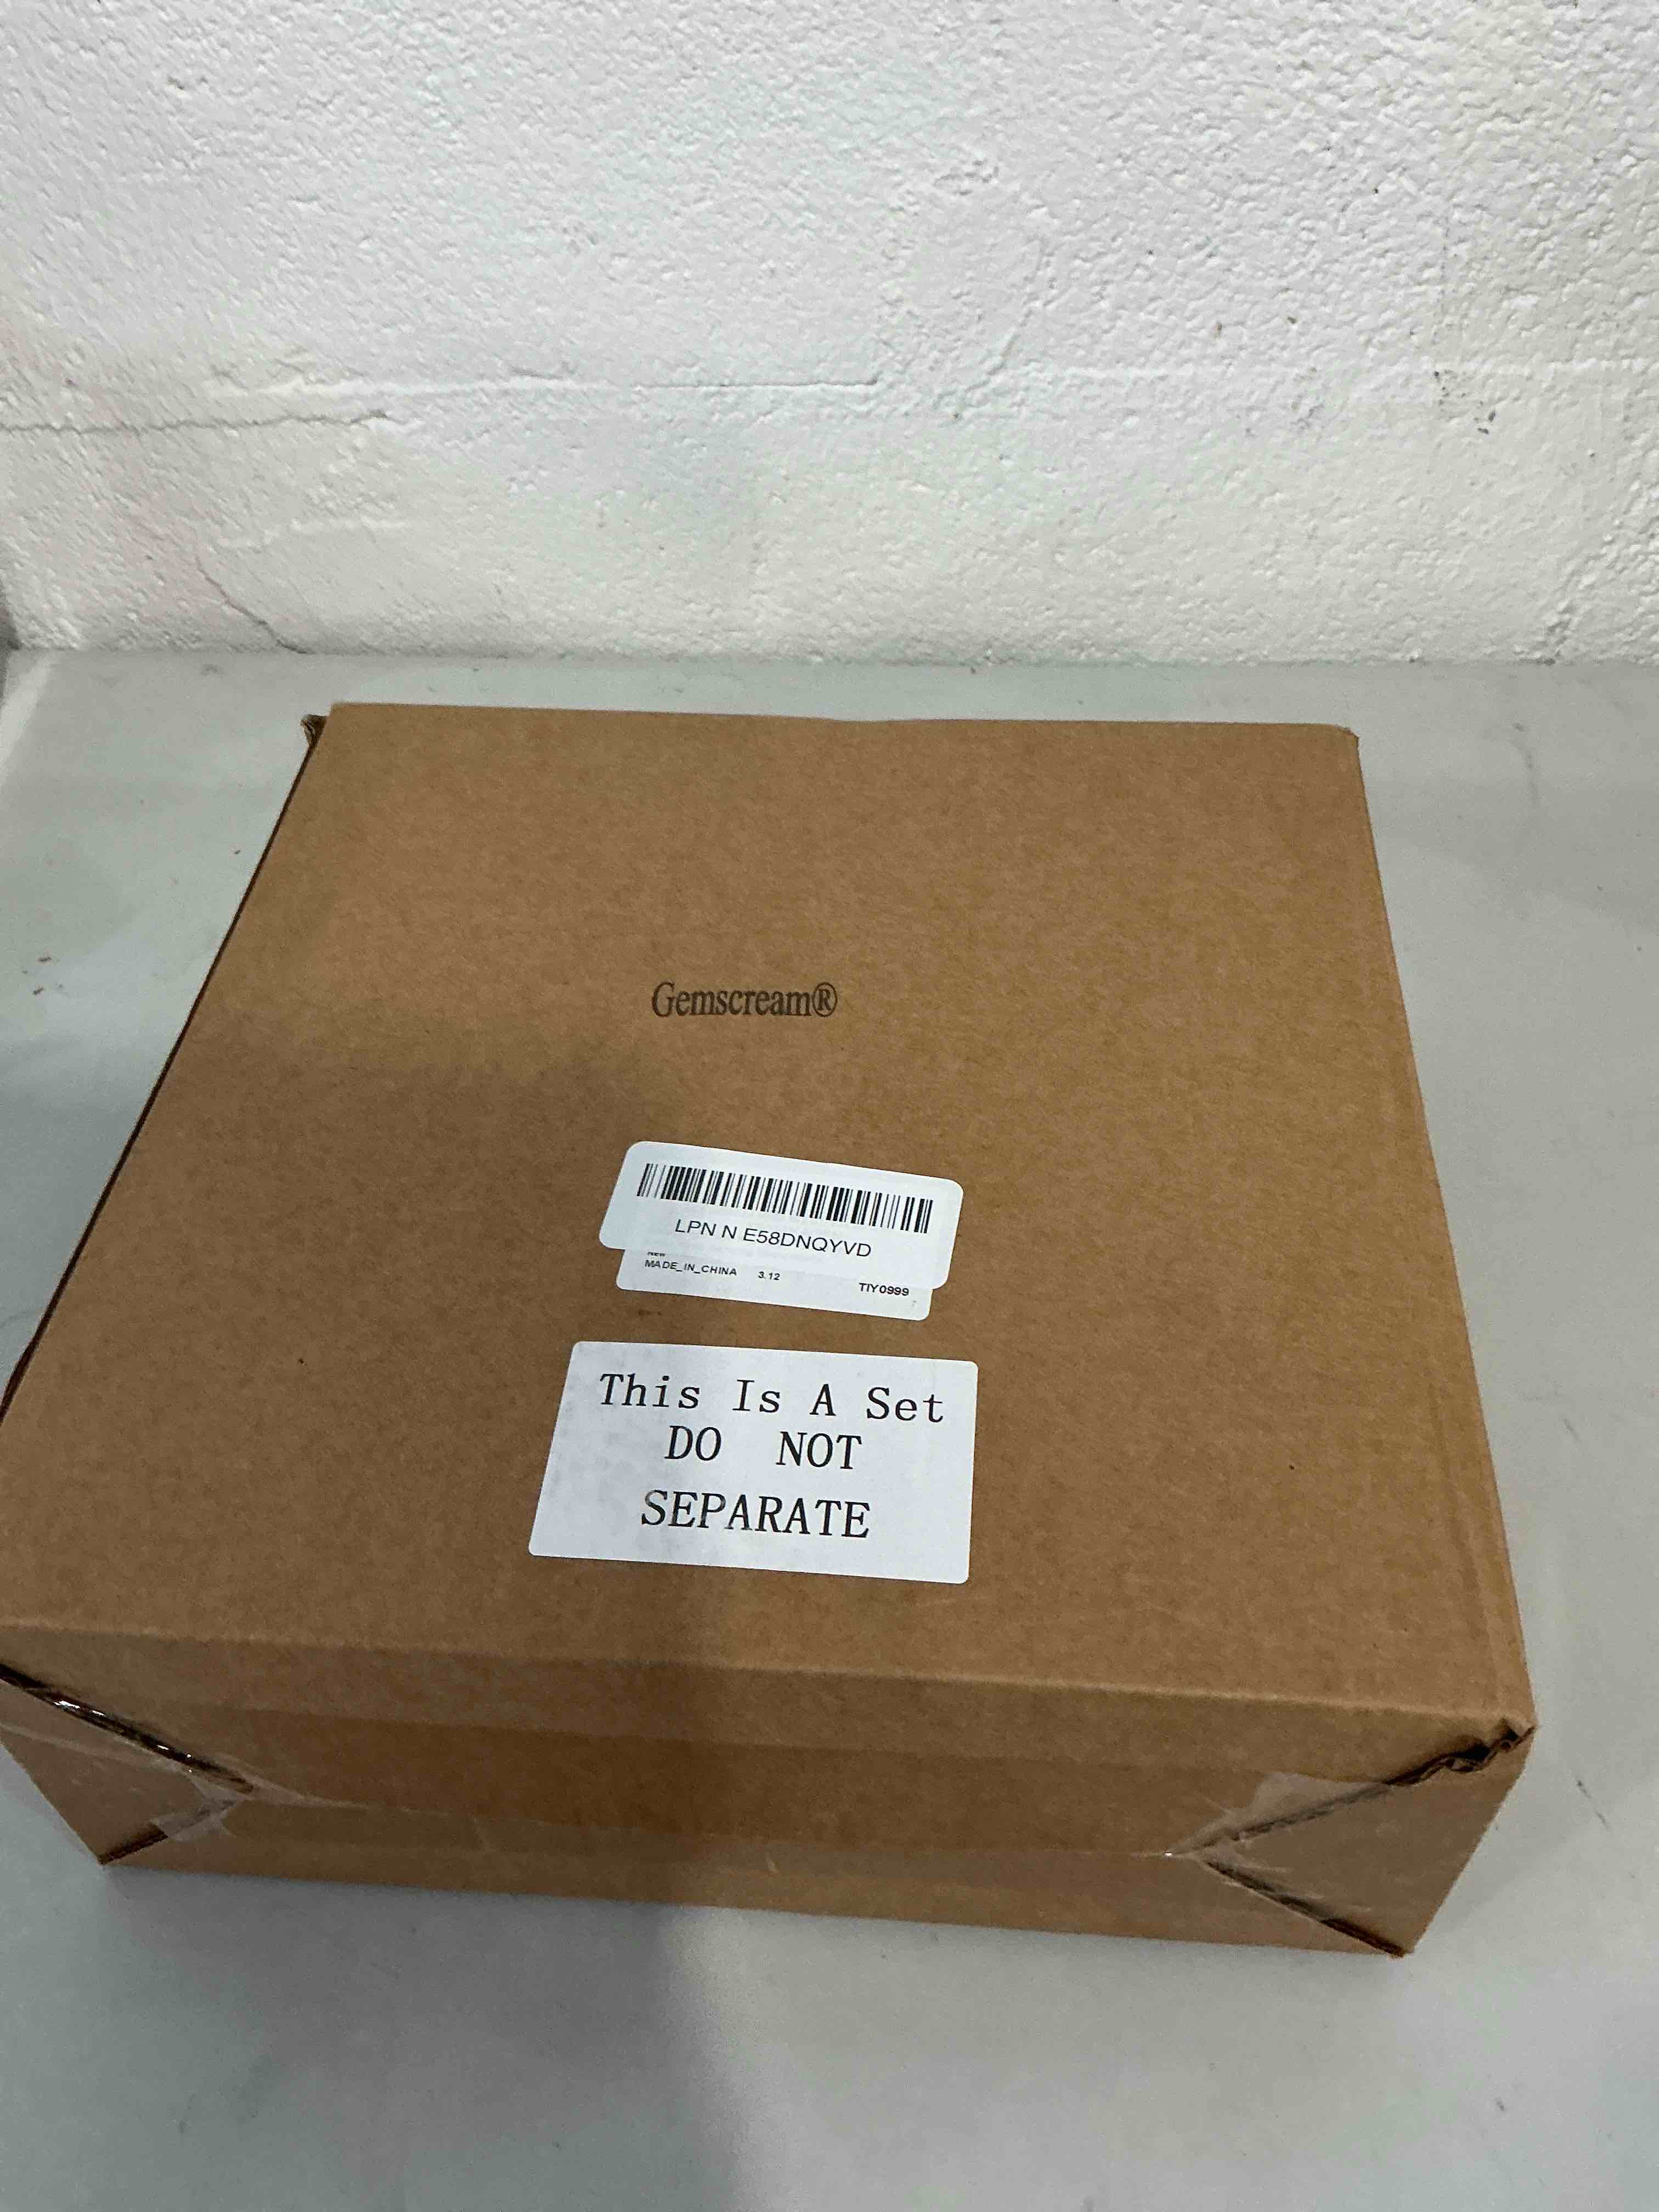 Gemscream®
LPN N E58DNQYVD
NEW
MADE_IN_CHINA 3.12 TIY0999
This Is A Set
DO NOT
SEPARATE